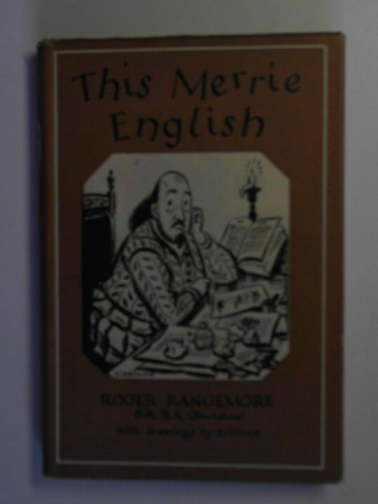 This Merrie
English
ROGER RANGEMORE
B.A.
With drawings by